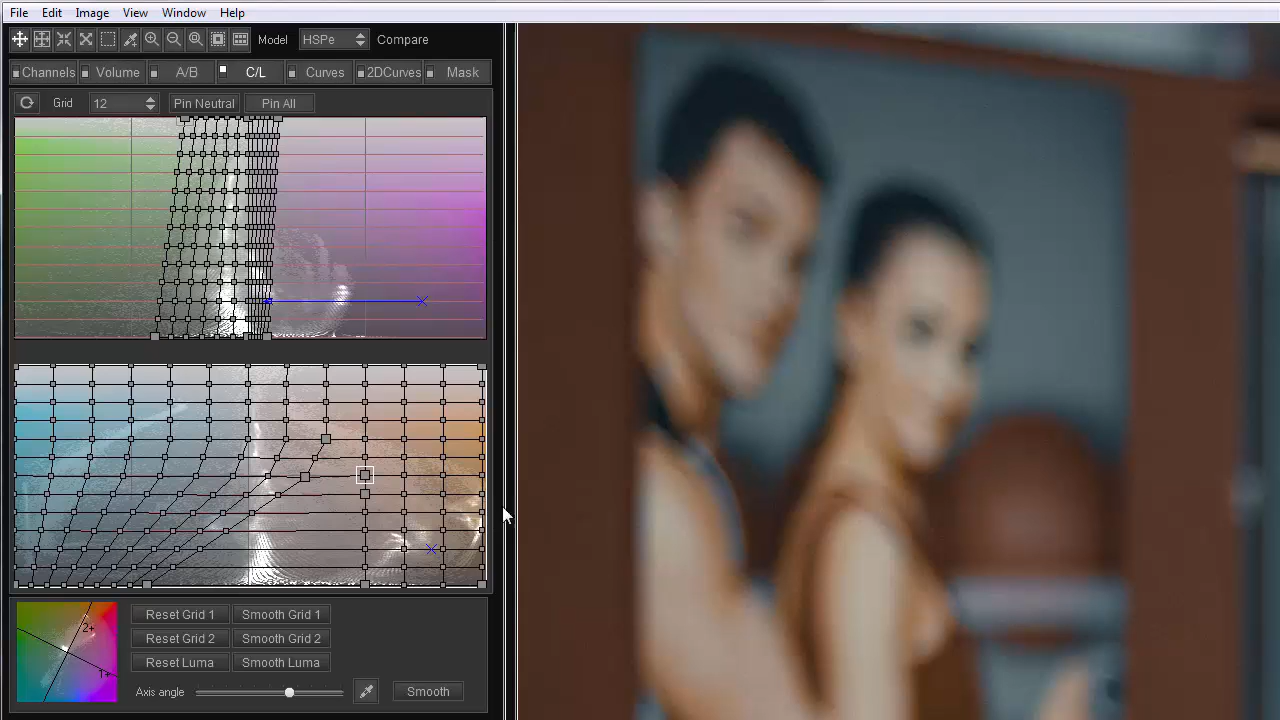 File Edit Image View Window Help
Model HSPe Compare
Channels Volume A/B C/L Curves 2DCurves Mask
Grid 12 Pin Neutral Pin All
2+
1+
Reset Grid 1 Smooth Grid 1
Reset Grid 2 Smooth Grid 2
Reset Luma Smooth Luma
Axis angle Smooth